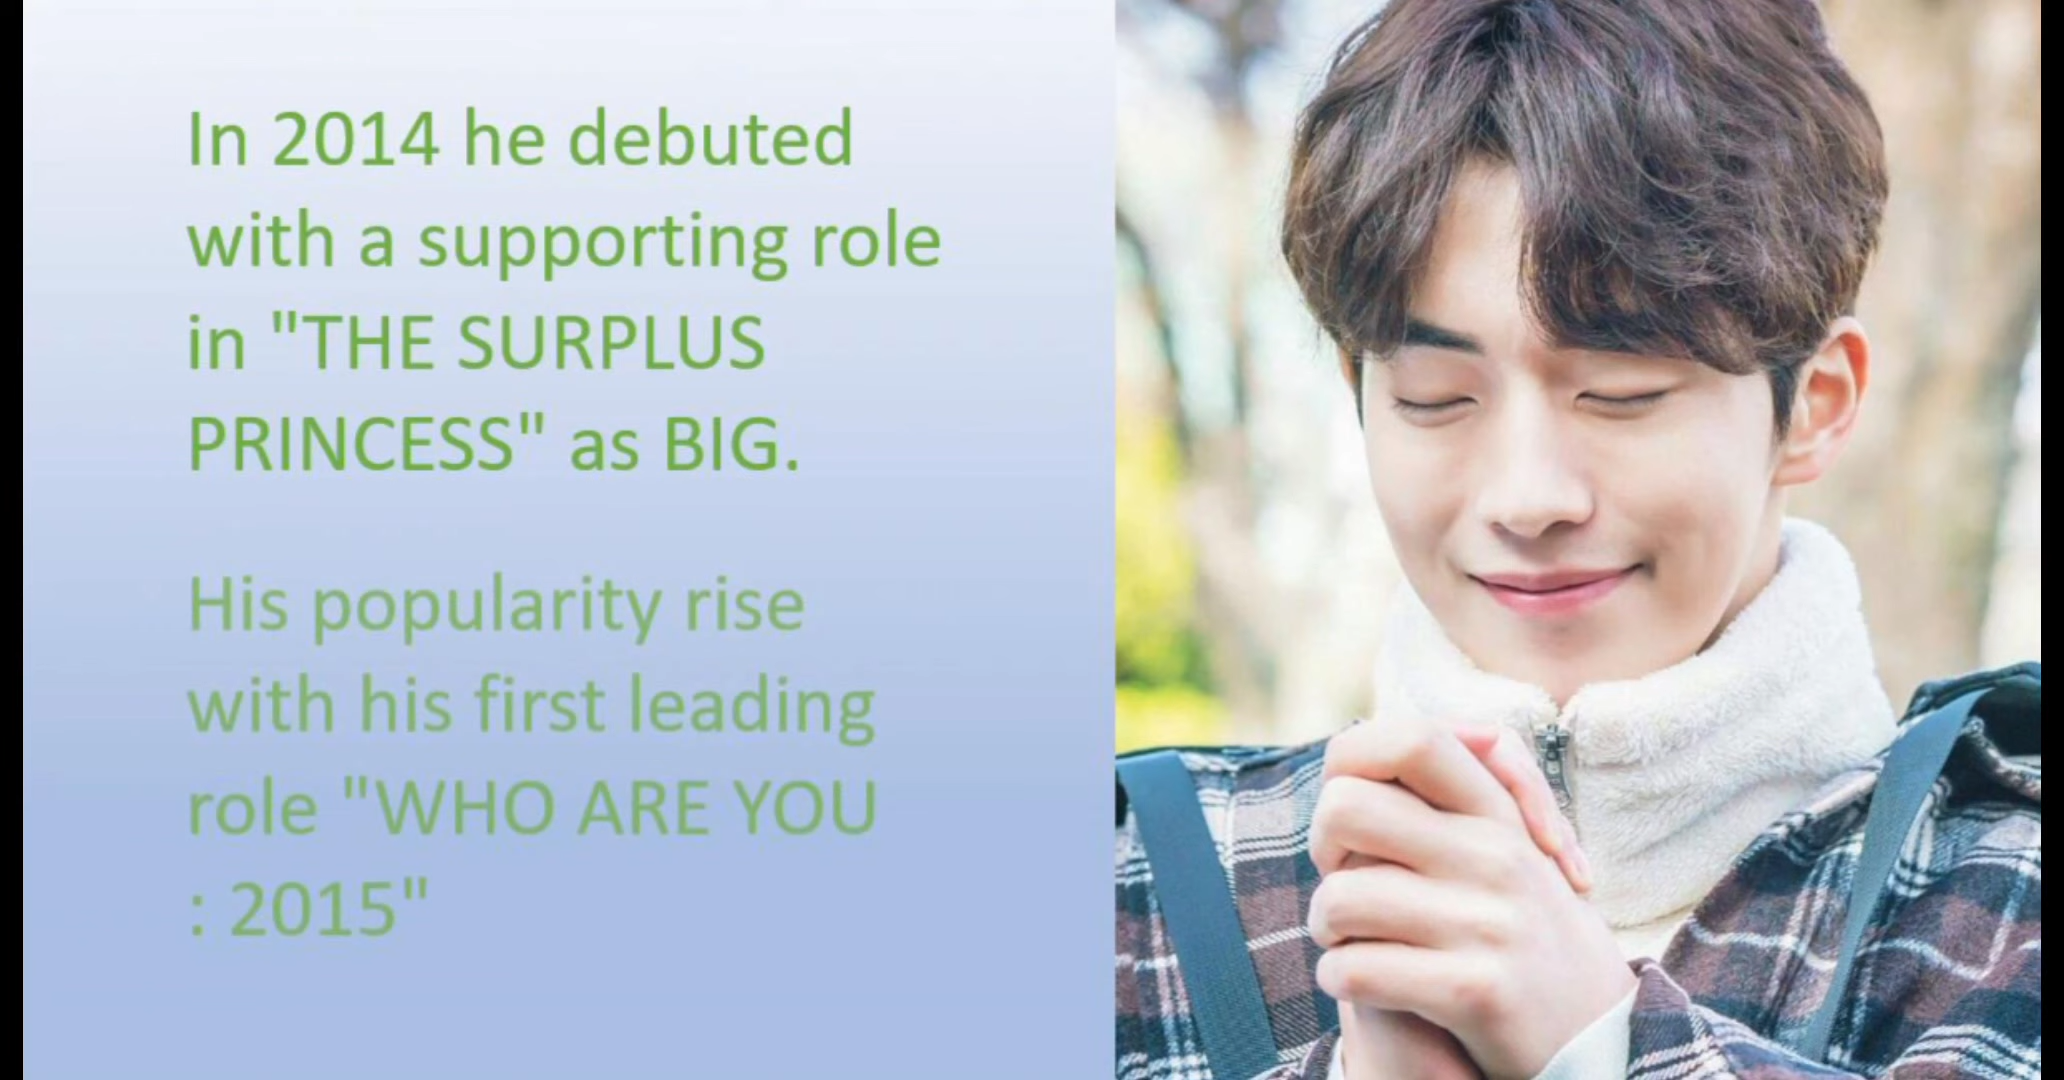 In 2014 he debuted
with a supporting role
in "THE SURPLUS
PRINCESS" as BIG.
His popularity rise
with his first leading
role "WHO ARE YOU
: 2015"